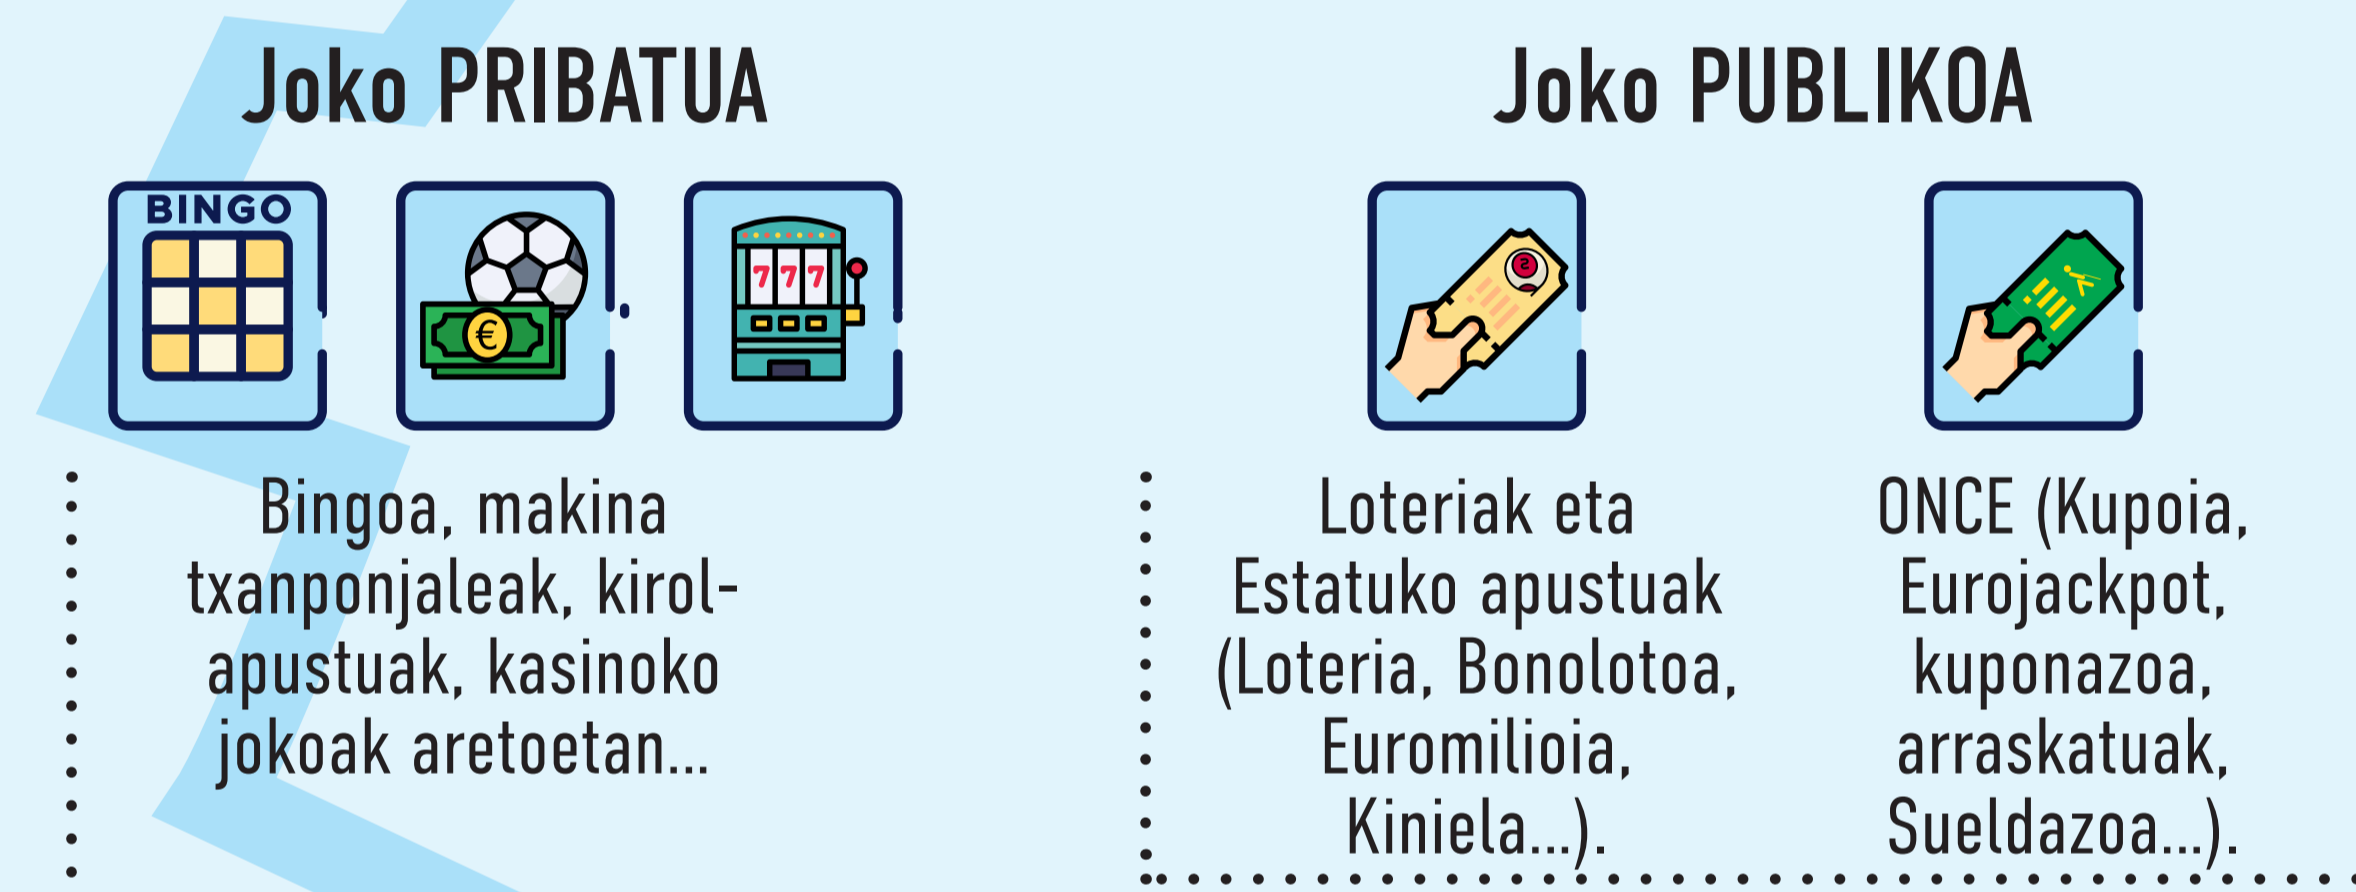 Joko PRIBATUA
BINGO
€
777
Bingoa, makina
txanponjaleak, kirol-
apustuak, kasinoko
jokoak aretoetan...
Joko PUBLIKOA
Loteriak eta
Estatuko apustuak
(Loteria, Bonolotoa,
Euromilioia,
Kiniela...).
ONCE (Kupoia,
Eurojackpot,
kuponazoa,
arraskatuak,
Sueldazoa...).